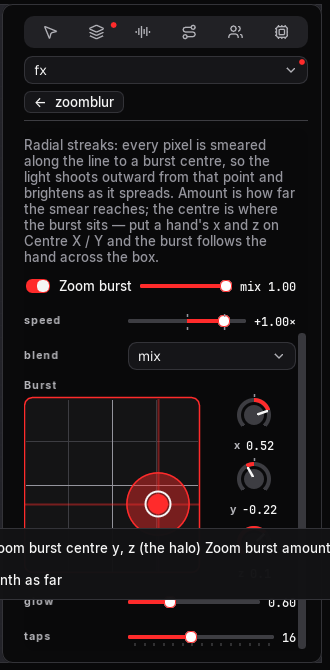 fx
← zoomblur
Radial streaks: every pixel is smeared
along the line to a burst centre, so the
light shoots outward from that point and
brightens as it spreads. Amount is how far
the smear reaches; the centre is where
the burst sits — put a hand's x and z on
Centre X / Y and the burst follows the
hand across the box.
Zoom burst mix 1.00
speed +1.00×
blend mix
Burst
x 0.52
y -0.22
oom burst centre y, z (the halo) Zoom burst amount
nth as far
glow 0.60
taps 16